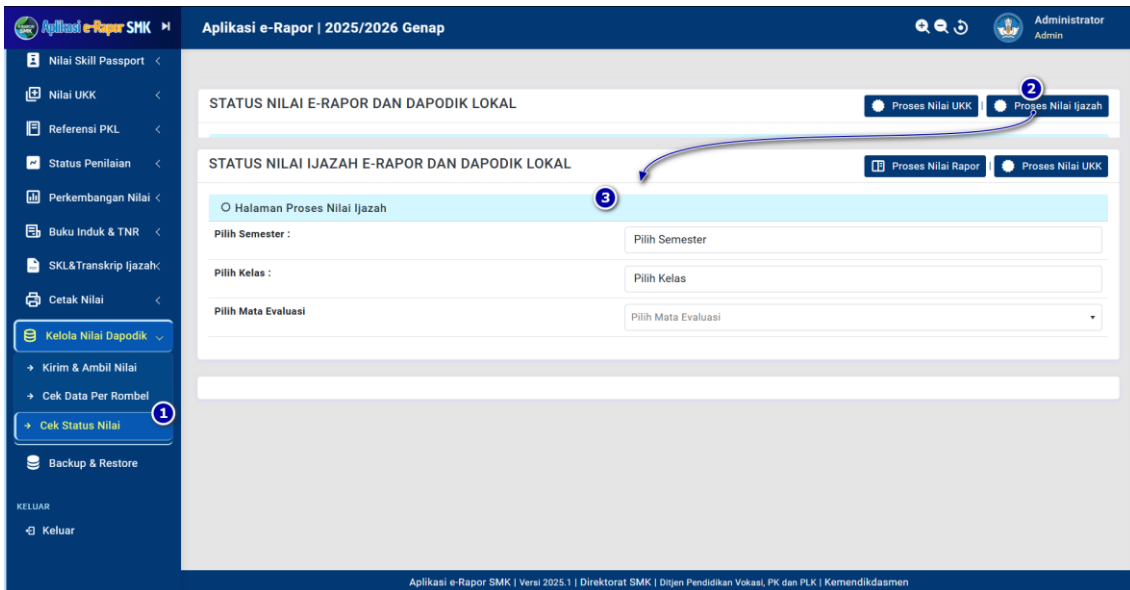 Aplikasi e-Rapor SMK
Aplikasi e-Rapor | 2025/2026 Genap
Administrator
Admin
Nilai Skill Passport
Nilai UKK
Referensi PKL
Status Penilaian
Perkembangan Nilai
Buku Induk & TNR
SKL&Transkrip Ijazah
Cetak Nilai
Kelola Nilai Dapodik
Kirim & Ambil Nilai
Cek Data Per Rombel
1
Cek Status Nilai
Backup & Restore
KELUAR
Keluar
2
STATUS NILAI E-RAPOR DAN DAPODIK LOKAL
Proses Nilai UKK | Proses Nilai Ijazah
STATUS NILAI IJAZAH E-RAPOR DAN DAPODIK LOKAL
Proses Nilai Rapor | Proses Nilai UKK
3
Halaman Proses Nilai Ijazah
Pilih Semester :
Pilih Semester
Pilih Kelas :
Pilih Kelas
Pilih Mata Evaluasi
Pilih Mata Evaluasi
Aplikasi e-Rapor SMK | Versi 2025.1 | Direktorat SMK | Ditjen Pendidikan Vokasi, PK dan PLK | Kemendikdasmen